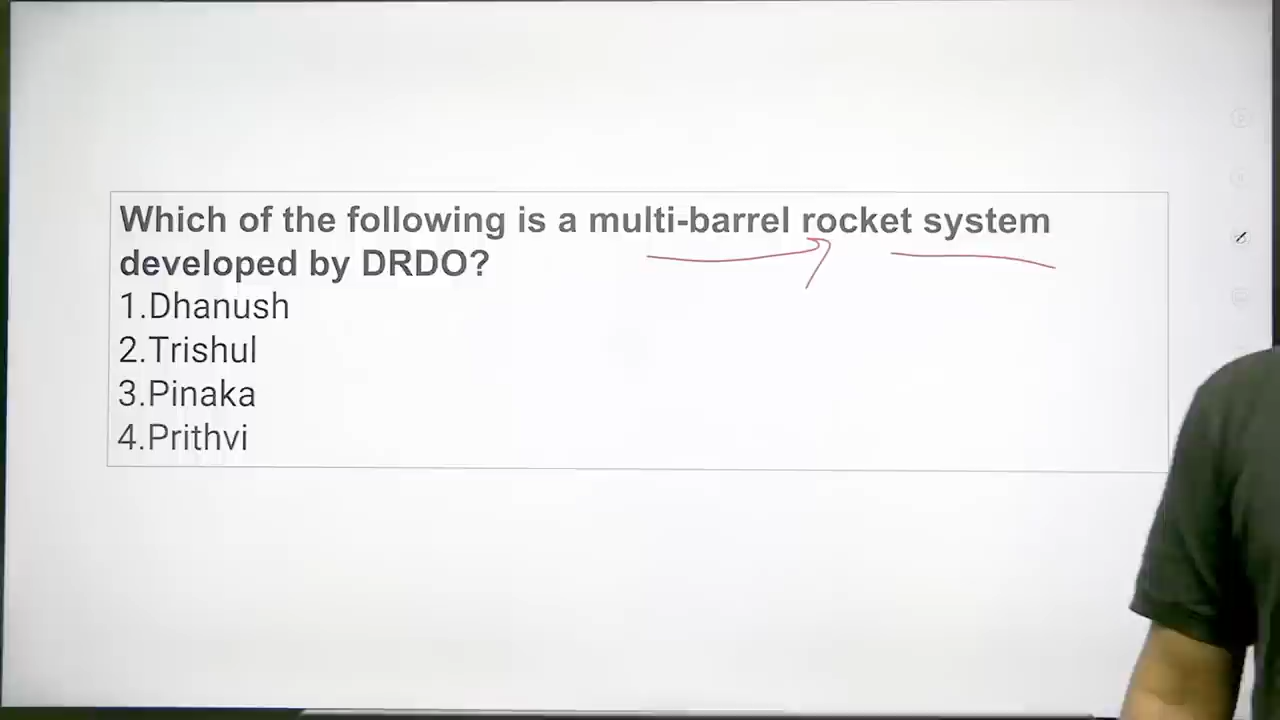 Which of the following is a multi-barrel rocket system
developed by DRDO?
1.Dhanush
2.Trishul
3.Pinaka
4.Prithvi